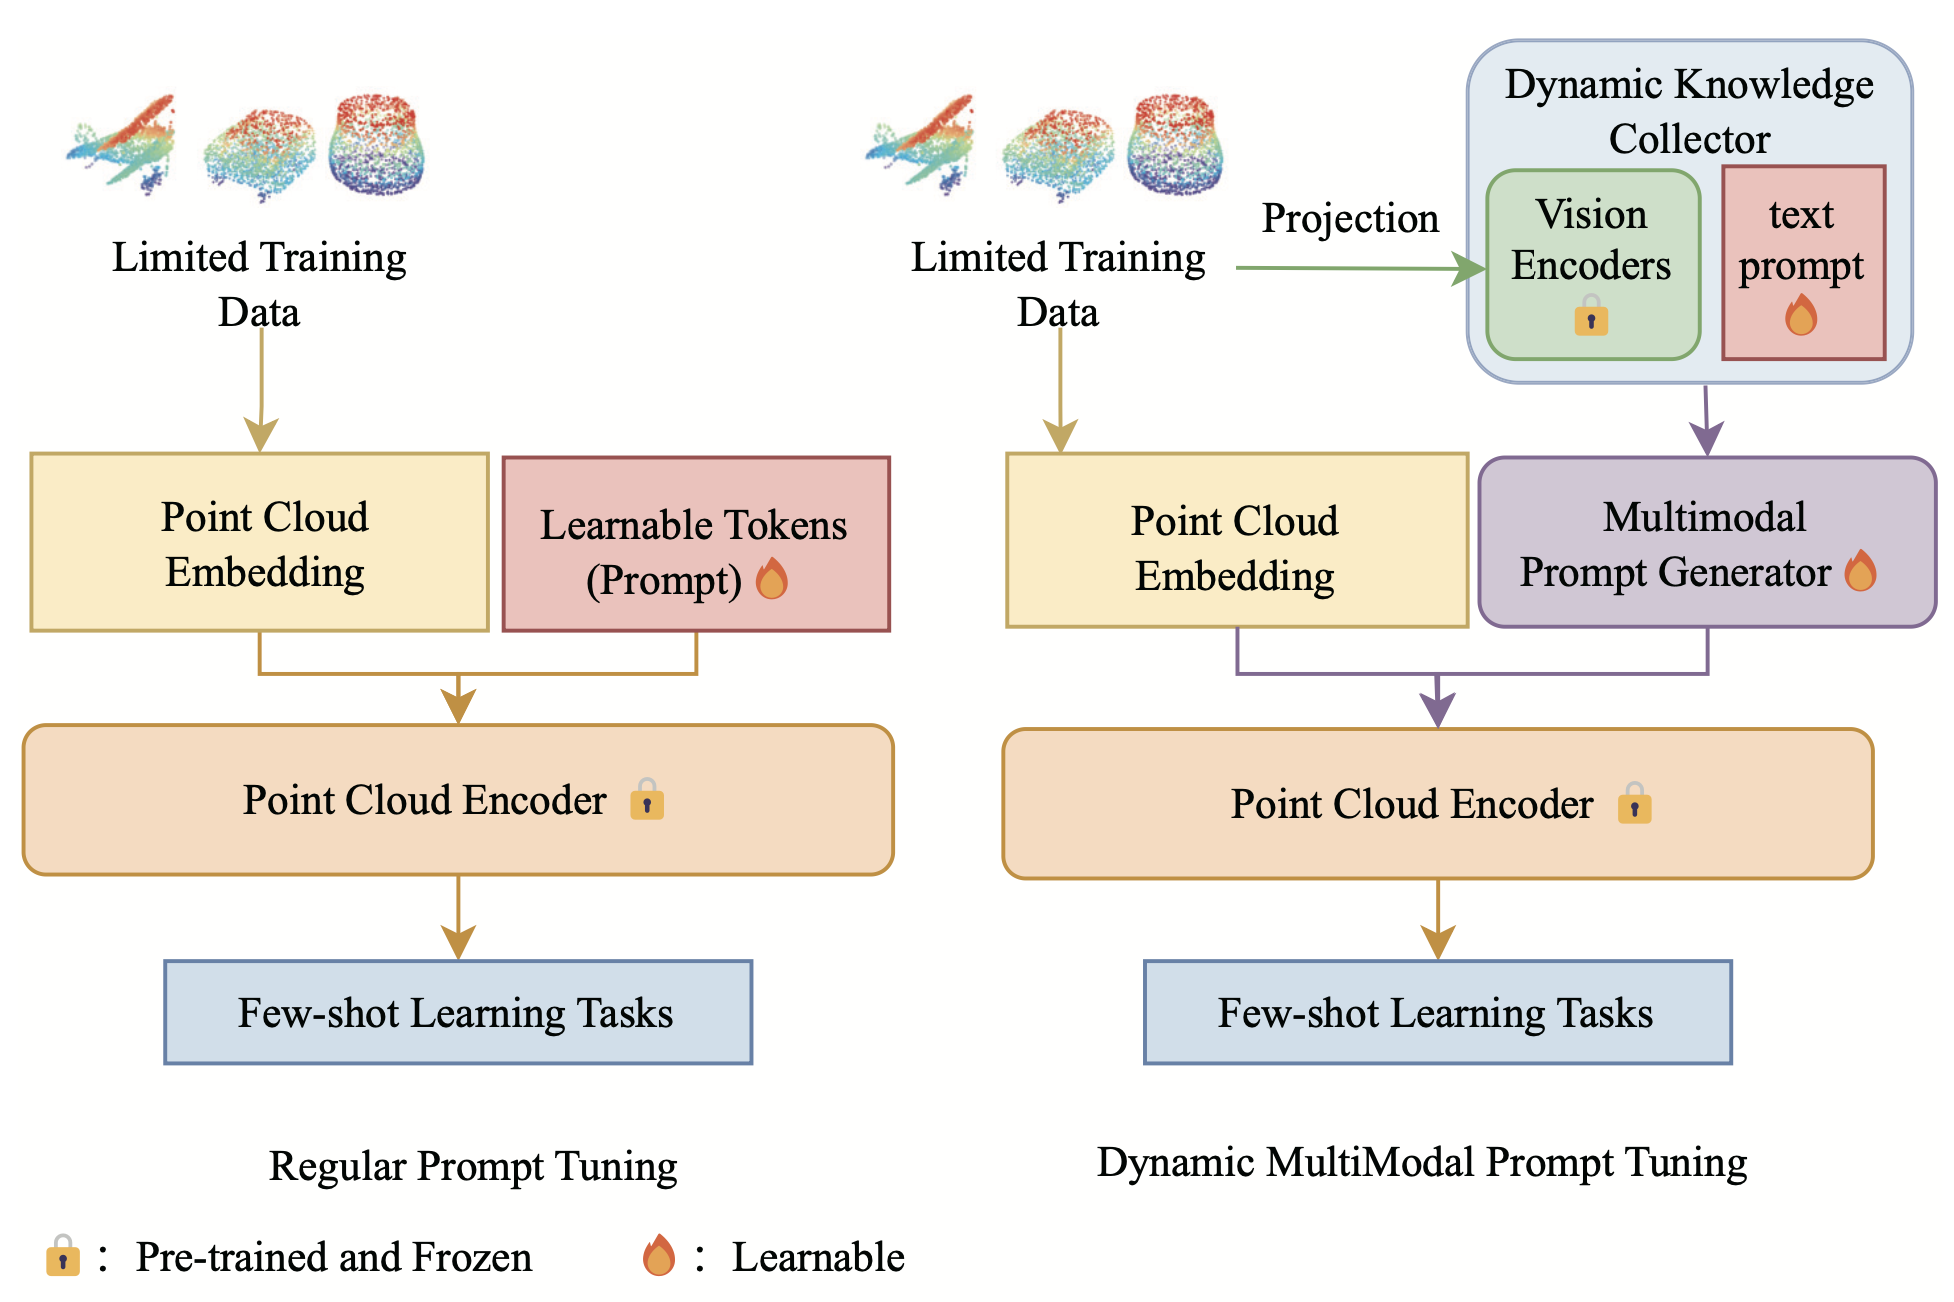 Limited Training
Data
Point Cloud
Embedding
Learnable Tokens
(Prompt)
Point Cloud Encoder
Few-shot Learning Tasks
Regular Prompt Tuning
Limited Training
Data
Projection
Dynamic Knowledge
Collector
Vision
Encoders
text
prompt
Point Cloud
Embedding
Multimodal
Prompt Generator
Point Cloud Encoder
Few-shot Learning Tasks
Dynamic MultiModal Prompt Tuning
: Pre-trained and Frozen
: Learnable